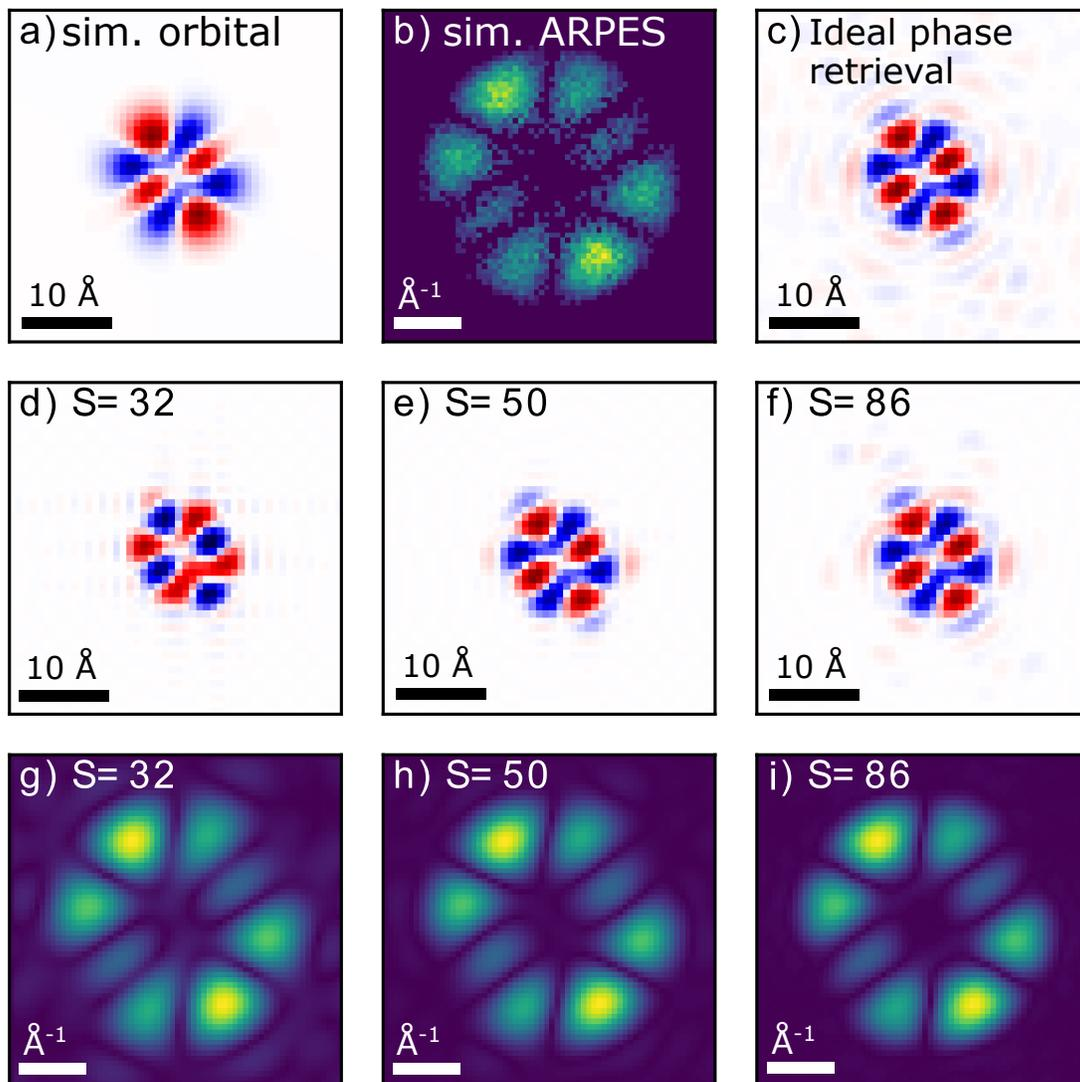 a) sim. orbital
10 Å
b) sim. ARPES
Å⁻¹
c) Ideal phase
retrieval
10 Å
d) S= 32
10 Å
e) S= 50
10 Å
f) S= 86
10 Å
g) S= 32
Å⁻¹
h) S= 50
Å⁻¹
i) S= 86
Å⁻¹